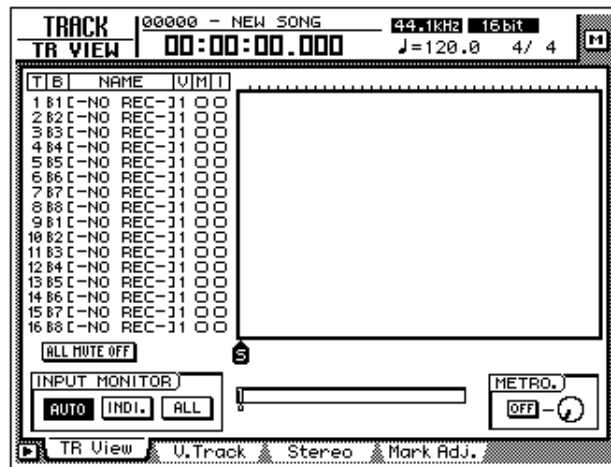 TRACK
TR VIEW
00000 - NEW SONG
00:00:00.000
44.1kHz 16bit
♩=120.0 4/ 4
M
T B NAME V M I
1 B1 [-NO REC-] 1
2 B2 [-NO REC-] 1
3 B3 [-NO REC-] 1
4 B4 [-NO REC-] 1
5 B5 [-NO REC-] 1
6 B6 [-NO REC-] 1
7 B7 [-NO REC-] 1
8 B8 [-NO REC-] 1
9 B1 [-NO REC-] 1
10 B2 [-NO REC-] 1
11 B3 [-NO REC-] 1
12 B4 [-NO REC-] 1
13 B5 [-NO REC-] 1
14 B6 [-NO REC-] 1
15 B7 [-NO REC-] 1
16 B8 [-NO REC-] 1
ALL MUTE OFF
S
INPUT MONITOR
AUTO INDI. ALL
METRO.
OFF
TR View V.Track Stereo Mark Adj.